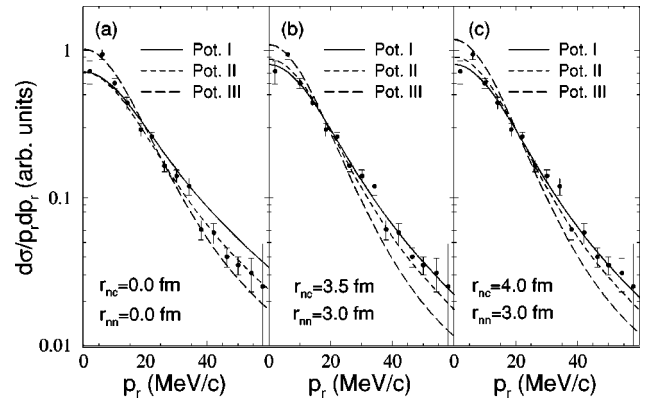 (a)
Pot. I
Pot. II
Pot. III
r_nc=0.0 fm
r_nn=0.0 fm
(b)
Pot. I
Pot. II
Pot. III
r_nc=3.5 fm
r_nn=3.0 fm
(c)
Pot. I
Pot. II
Pot. III
r_nc=4.0 fm
r_nn=3.0 fm
dσ/p_rdp_r (arb. units)
1
0.1
0.01
0 20 40 0 20 40 0 20 40
p_r (MeV/c) p_r (MeV/c) p_r (MeV/c)